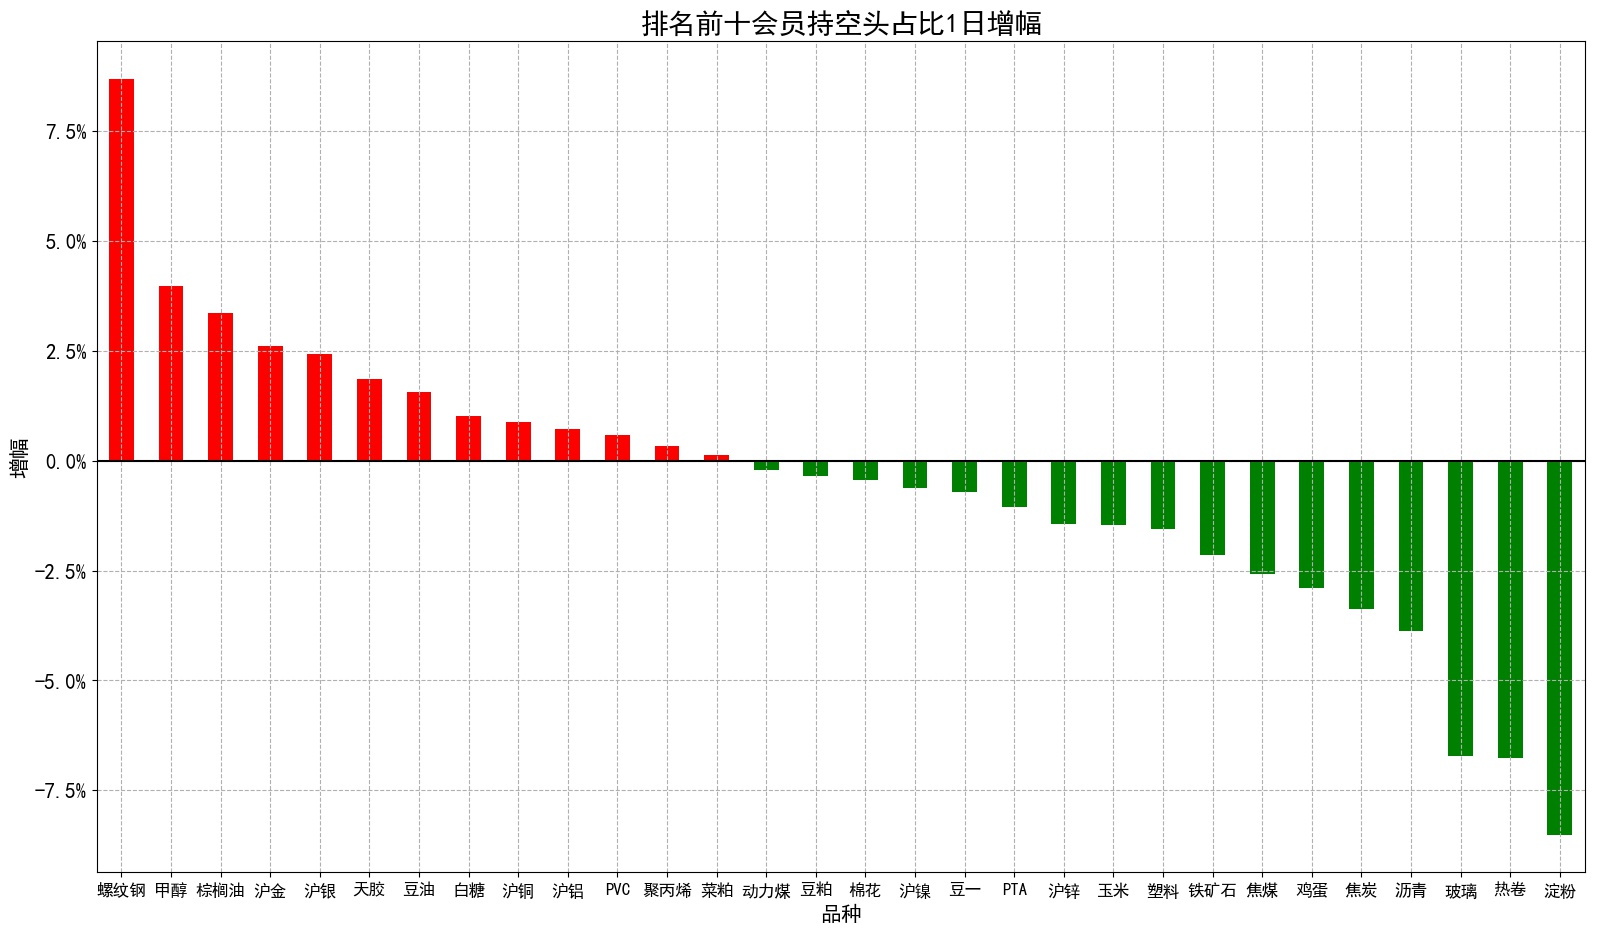 排名前十会员持空头占比1日增幅
7.5%
5.0%
2.5%
0.0%
−2.5%
−5.0%
−7.5%
增幅
螺纹钢 甲醇 棕榈油 沪金 沪银 天胶 豆油 白糖 沪铜 沪铝 PVC 聚丙烯 菜粕 动力煤 豆粕 棉花 沪镍 豆一 PTA 沪锌 玉米 塑料 铁矿石 焦煤 鸡蛋 焦炭 沥青 玻璃 热卷 淀粉
品种